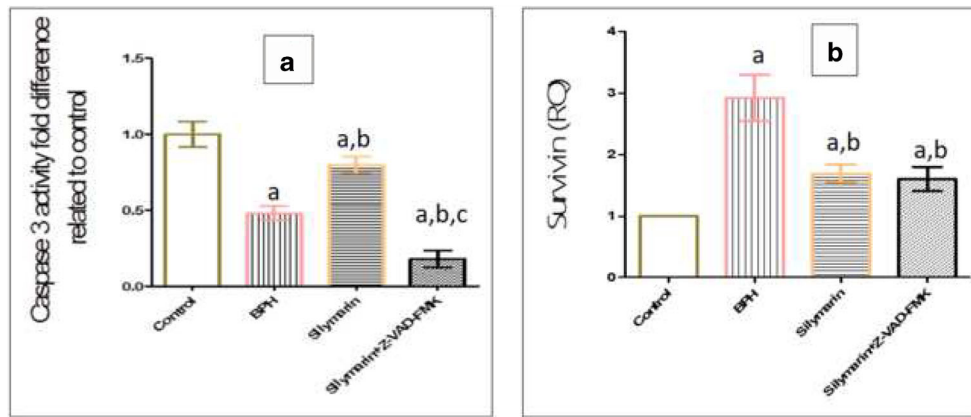 a
Caspase 3 activity fold difference
related to control
1.5
1.0
0.5
0.0
a
a,b
a,b,c
Control
BPH
Silymarin
Silymarin+Z-VAD-FMK
b
Survivin (RQ)
4
3
2
1
0
a
a,b
a,b
Control
BPH
Silymarin
Silymarin+Z-VAD-FMK